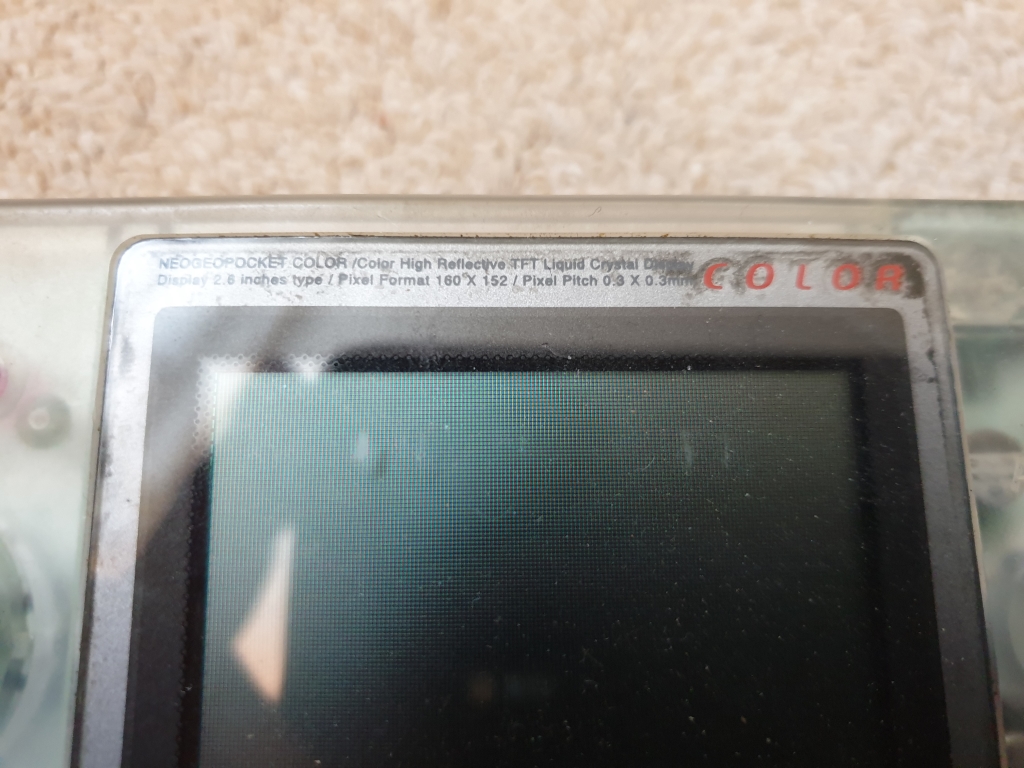 NEOGEOPOCKET COLOR /Color High Reflective TFT Liquid Crystal Display
Display 2.6 inches type / Pixel Format 160 X 152 / Pixel Pitch 0.3 X 0.3mm
COLOR